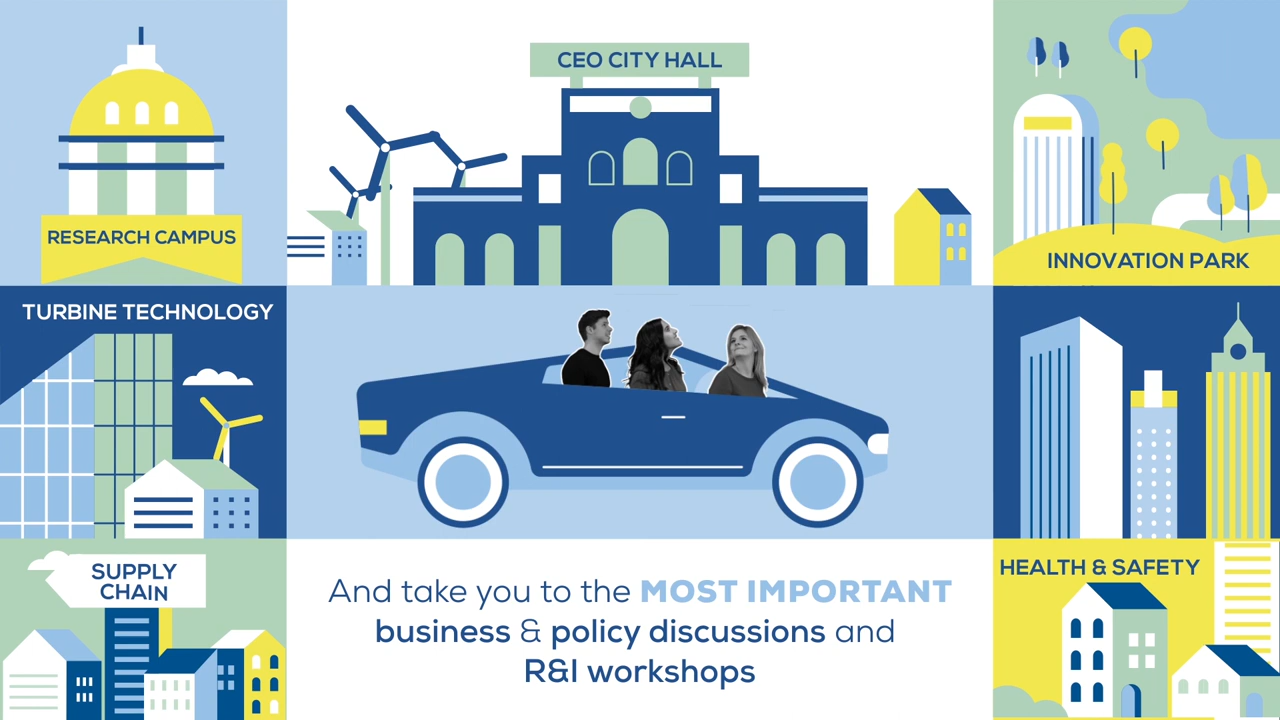 CEO CITY HALL
RESEARCH CAMPUS
INNOVATION PARK
TURBINE TECHNOLOGY
SUPPLY
CHAIN
HEALTH & SAFETY
And take you to the MOST IMPORTANT
business & policy discussions and
R&I workshops